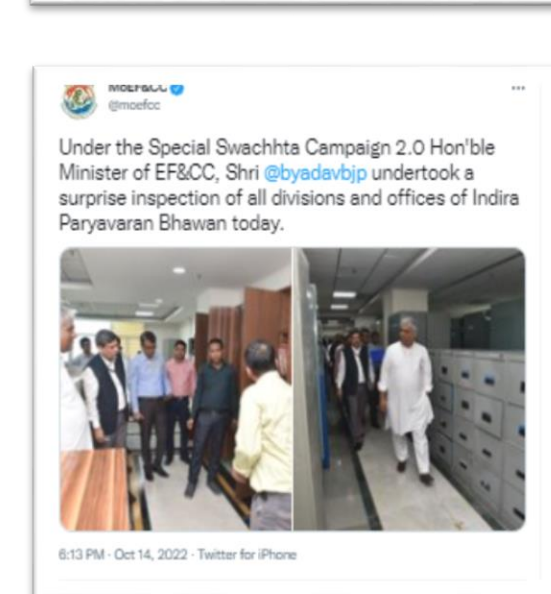 MoEF&CC
@moefcc
Under the Special Swachhta Campaign 2.0 Hon'ble
Minister of EF&CC, Shri @byadavbjp undertook a
surprise inspection of all divisions and offices of Indira
Paryavaran Bhawan today.
6:13 PM · Oct 14, 2022 · Twitter for iPhone